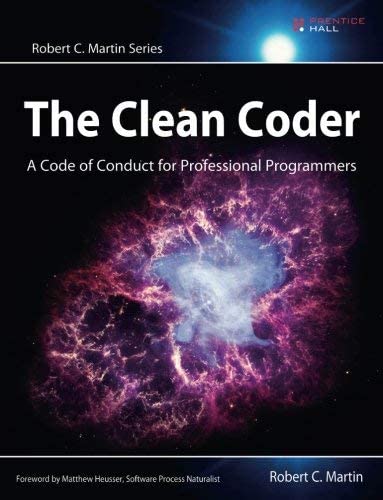 Robert C. Martin Series
PRENTICE
HALL
The Clean Coder
A Code of Conduct for Professional Programmers
Foreword by Matthew Heusser, Software Process Naturalist
Robert C. Martin